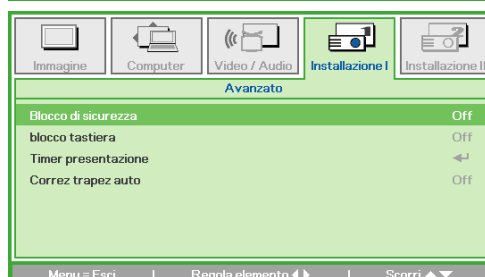 Immagine Computer Video / Audio Installazione I Installazione II
Avanzato
Blocco di sicurezza Off
blocco tastiera Off
Timer presentazione
Correz trapez auto Off
Menu = Esci | Regola elemento | Scorri